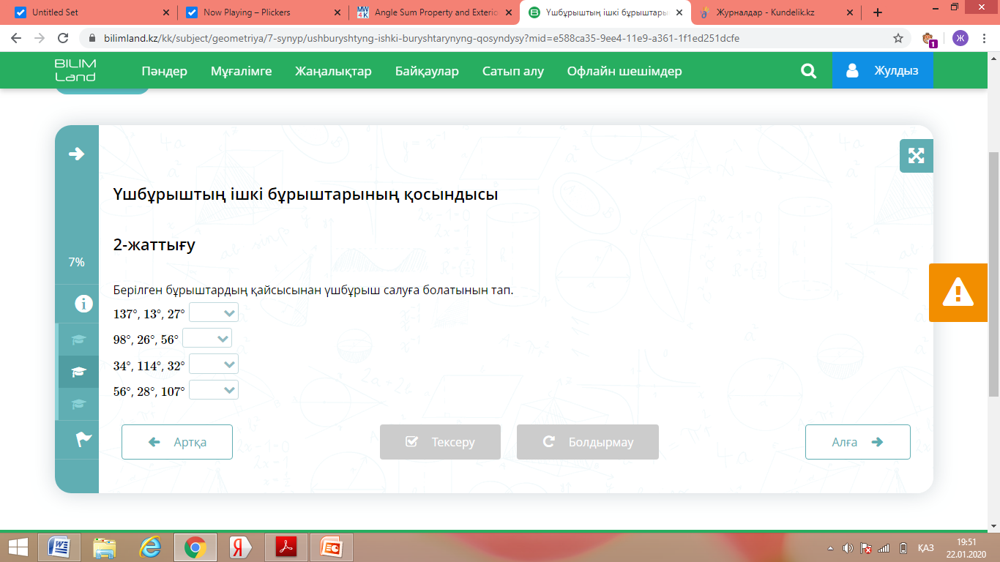 Untitled Set
Now Playing – Plickers
Angle Sum Property and Exterio
Үшбұрыштың ішкі бұрыштары
Журналдар - Kundelik.kz
bilimland.kz/kk/subject/geometriya/7-synyp/ushburyshtyng-ishki-buryshtarynyng-qosyndysy?mid=e588ca35-9ee4-11e9-a361-1f1ed251dcfe
1
Ж
BILIM
Land
Пәндер
Мұғалімге
Жаңалықтар
Байқаулар
Сатып алу
Офлайн шешімдер
Жулдыз
7%
Үшбұрыштың ішкі бұрыштарының қосындысы
2-жаттығу
Берілген бұрыштардың қайсысынан үшбұрыш салуға болатынын тап.
137°, 13°, 27°
98°, 26°, 56°
34°, 114°, 32°
56°, 28°, 107°
Артқа
Тексеру
Болдырмау
Алға
ҚАЗ
19:51
22.01.2020